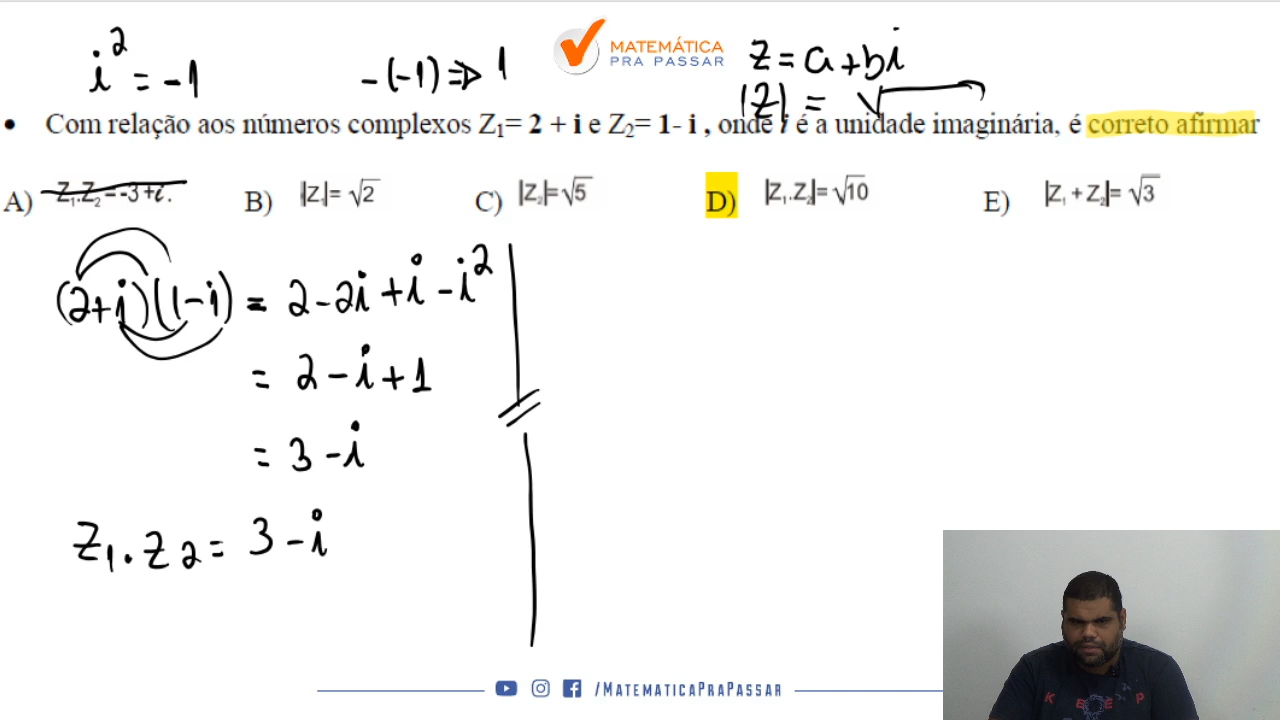 i² = -1
-(-1) ⇒ 1
MATEMÁTICA
PRA PASSAR
Z = a+bi
|Z| = √
• Com relação aos números complexos Z₁= 2 + i e Z₂= 1- i , onde i é a unidade imaginária, é correto afirmar
A) Z₁.Z₂ =-3+i.
B) |Z₁|= √2
C) |Z₂|=√5
D) |Z₁.Z₂|=√10
E) |Z₁ +Z₂|= √3
(2+i)(1-i) = 2-2i+i-i²
= 2-i+1
= 3-i
Z₁.Z₂= 3-i
/MATEMATICAPRAPASSAR
K E E P